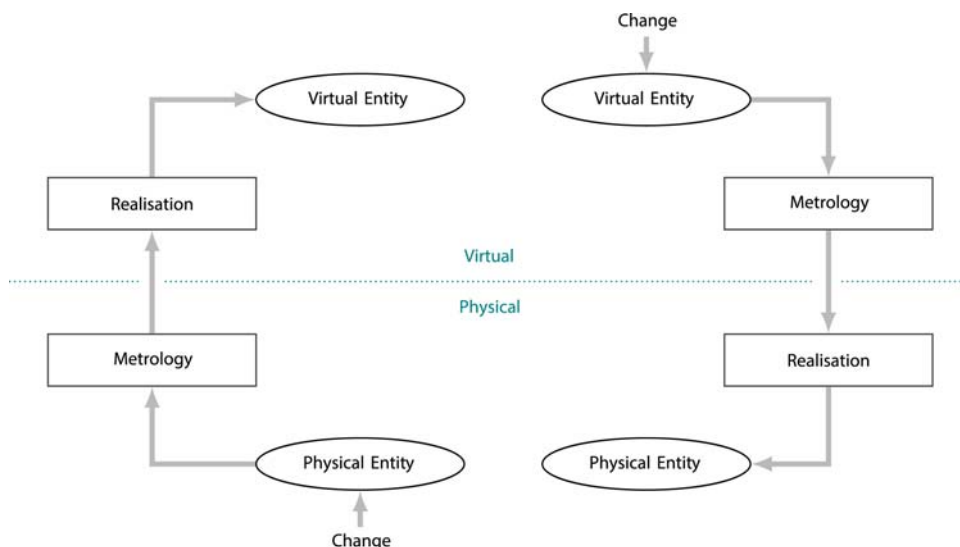 Change
Virtual Entity
Virtual Entity
Realisation
Metrology
Virtual
Physical
Metrology
Realisation
Physical Entity
Physical Entity
Change